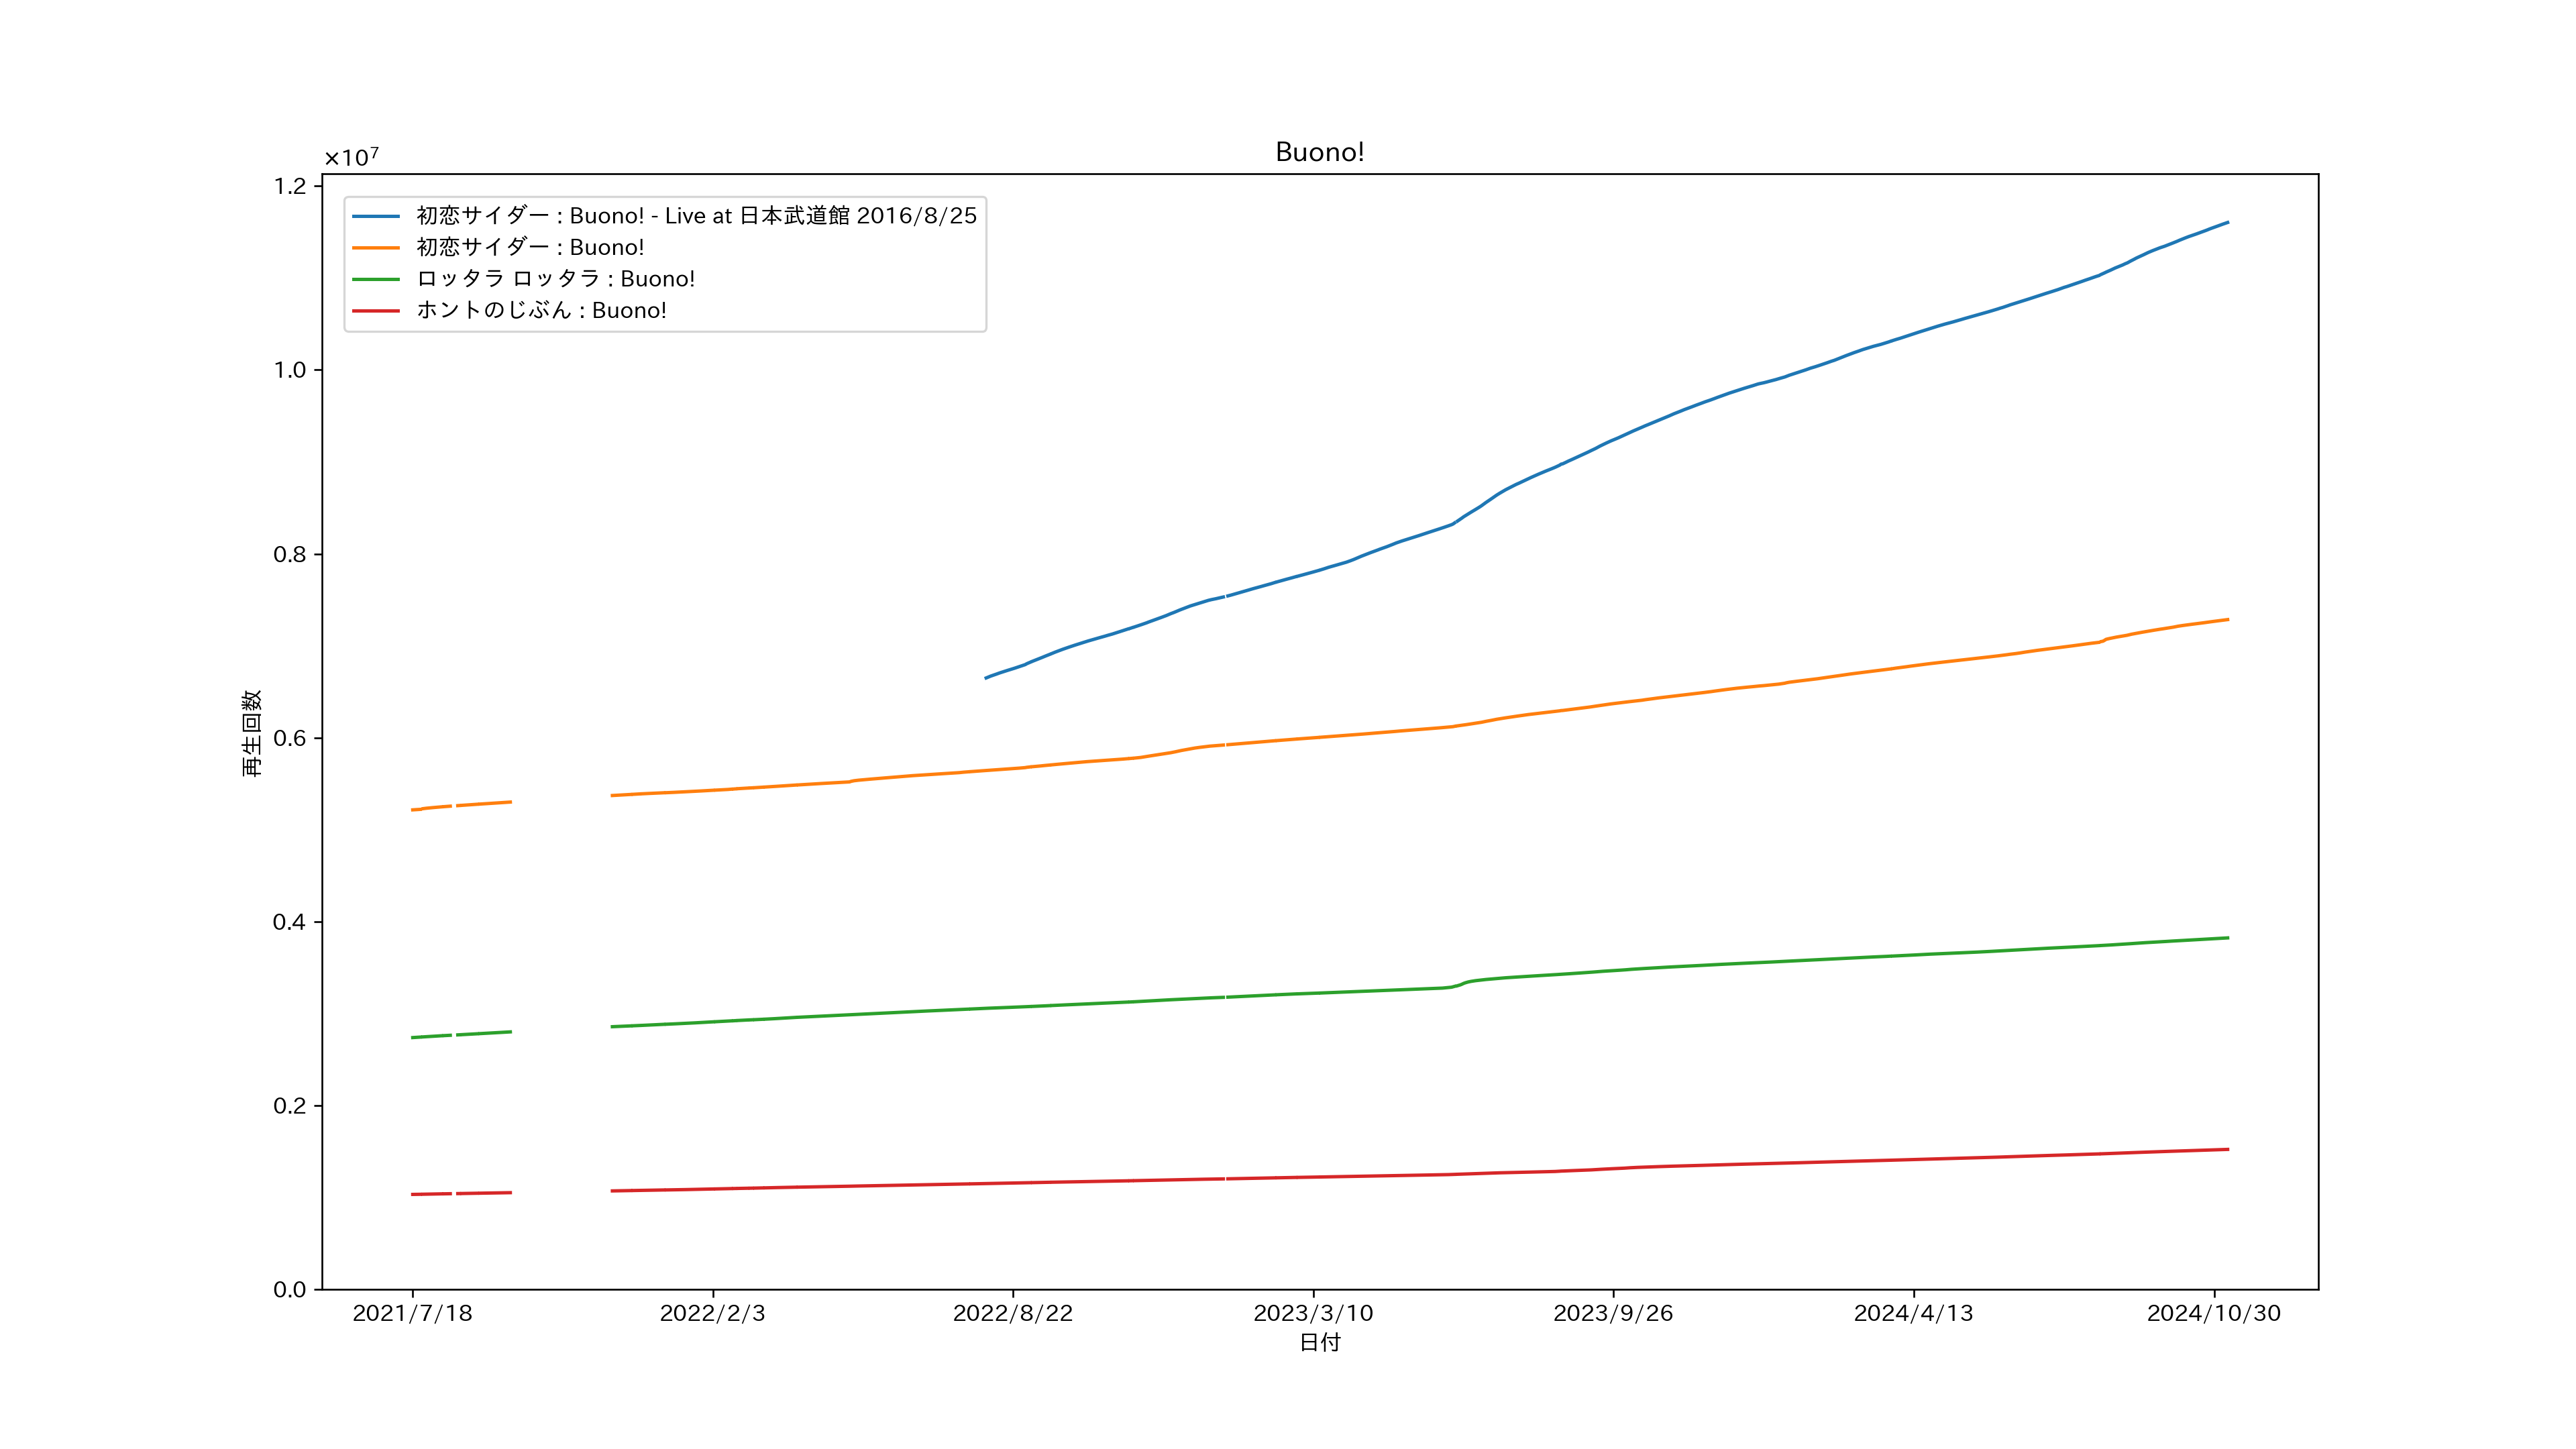 Buono!
×10⁷
1.2
1.0
0.8
0.6
0.4
0.2
0.0
再生回数
初恋サイダー : Buono! - Live at 日本武道館 2016/8/25
初恋サイダー : Buono!
ロッタラ ロッタラ : Buono!
ホントのじぶん : Buono!
2021/7/18 2022/2/3 2022/8/22 2023/3/10 2023/9/26 2024/4/13 2024/10/30
日付